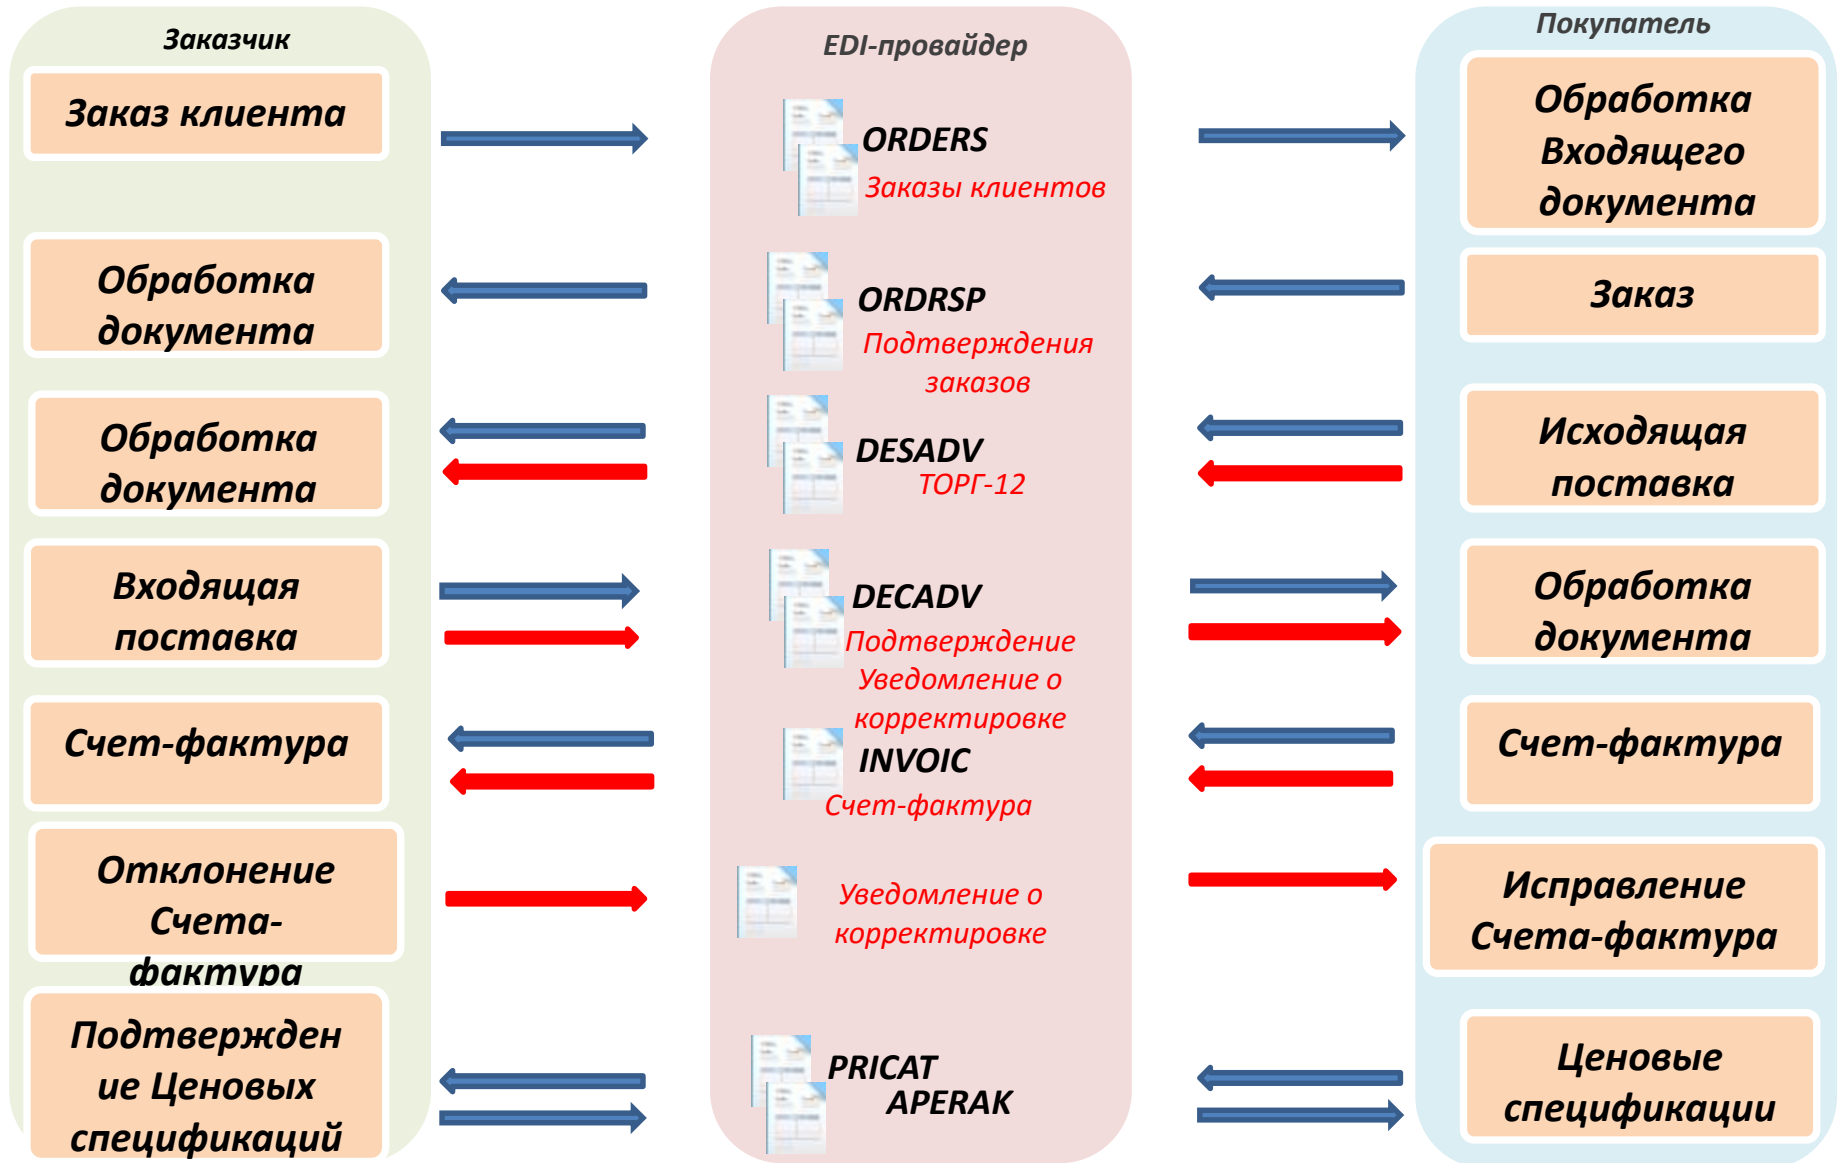 Заказчик
Заказ клиента
Обработка
документа
Обработка
документа
Входящая
поставка
Счет-фактура
Отклонение
Счета-
фактура
Подтвержден
ие Ценовых
спецификаций
EDI-провайдер
ORDERS
Заказы клиентов
ORDRSP
Подтверждения
заказов
DESADV
ТОРГ-12
DECADV
Подтверждение
Уведомление о
корректировке
INVOIC
Счет-фактура
Уведомление о
корректировке
PRICAT
APERAK
Покупатель
Обработка
Входящего
документа
Заказ
Исходящая
поставка
Обработка
документа
Счет-фактура
Исправление
Счета-фактура
Ценовые
спецификации